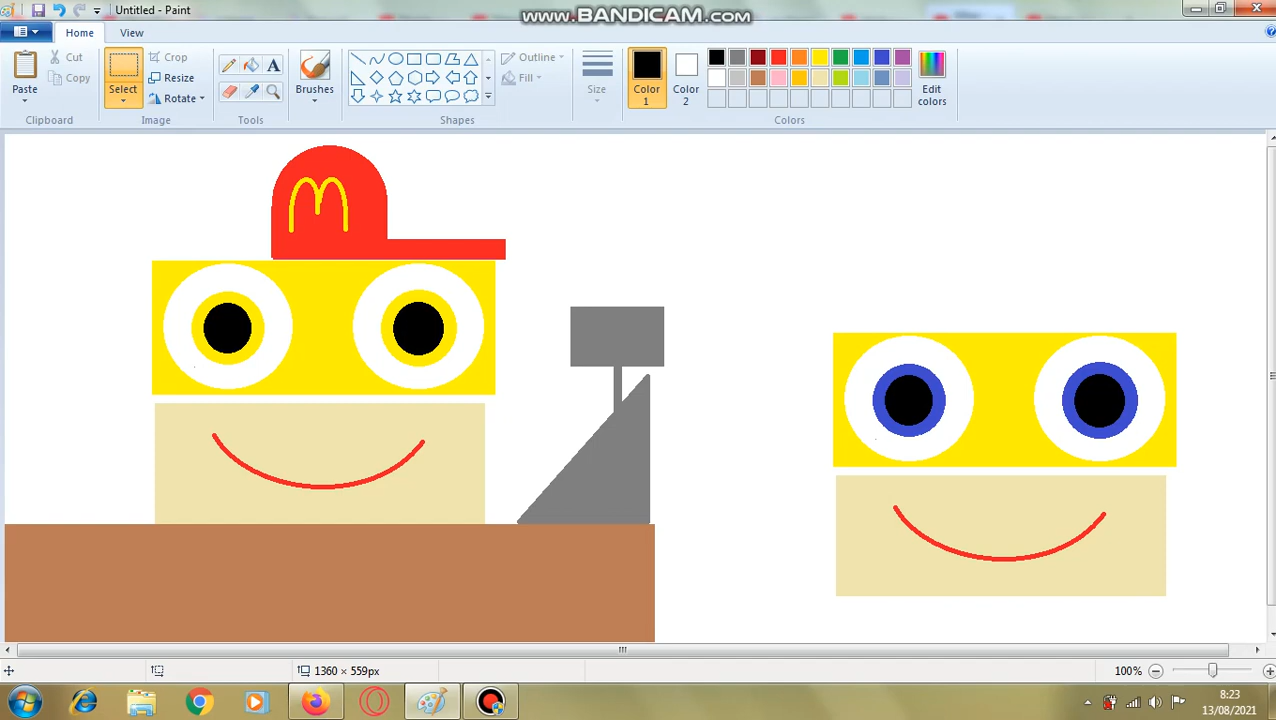 Untitled - Paint
www.BANDICAM.com
Home View
Paste
Cut
Copy
Clipboard
Select
Crop
Resize
Rotate
Image
A
Tools
Brushes
Outline
Fill
Shapes
Size
Color 1
Color 2
Edit colors
Colors
M
1360 × 559px
100%
8:23
13/08/2021